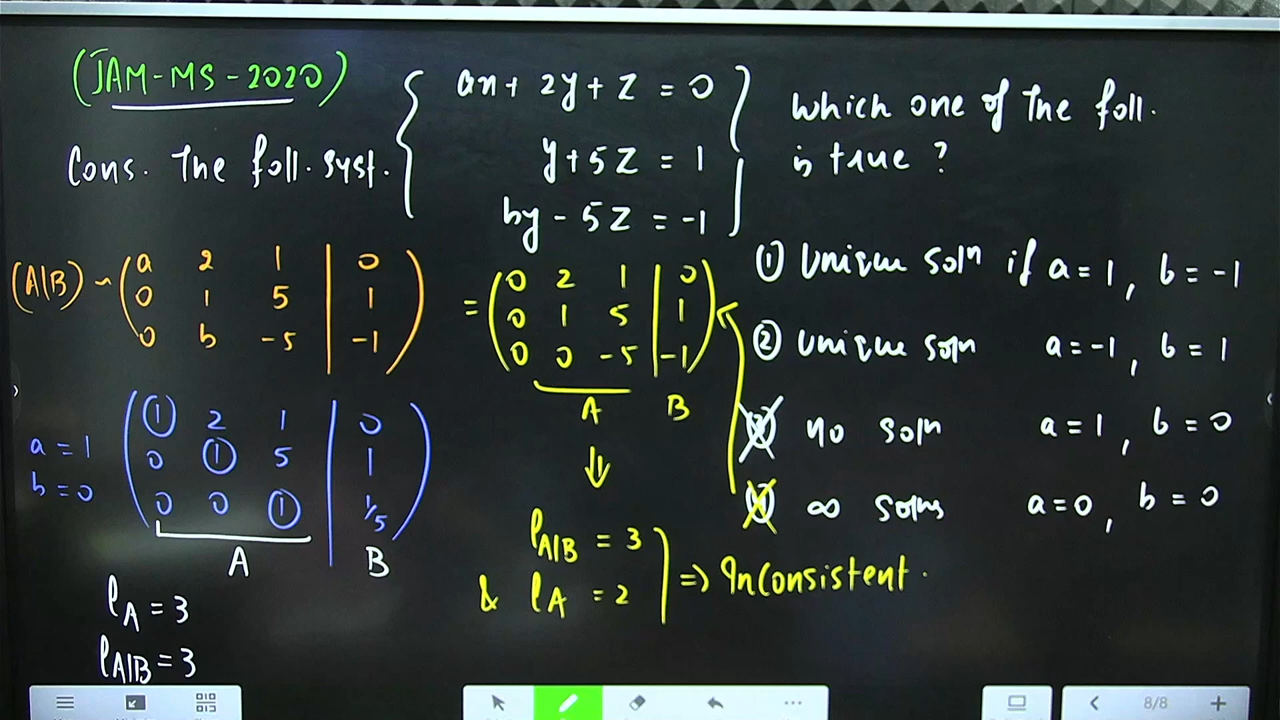 (JAM-MS-2020)
Cons. The foll. syst.
ax + 2y + z = 0
y + 5z = 1
by - 5z = -1
Which one of the foll.
is true ?
① Unique soln if a = 1, b = -1
② Unique soln a = -1, b = 1
③ no soln a = 1, b = 0
④ ∞ solns a = 0, b = 0
(A|B) ~ ( a 2 1 | 0
0 1 5 | 1
0 b -5 | -1 )
= ( 0 2 1 | 0
0 1 5 | 1
0 0 -5 | -1 )
A B
⇓
ρA|B = 3
& ρA = 2
⇒ Inconsistent.
a = 1
b = 0
( 1 2 1 | 0
0 1 5 | 1
0 0 1 | 1/5 )
A B
ρA = 3
ρA|B = 3
8/8